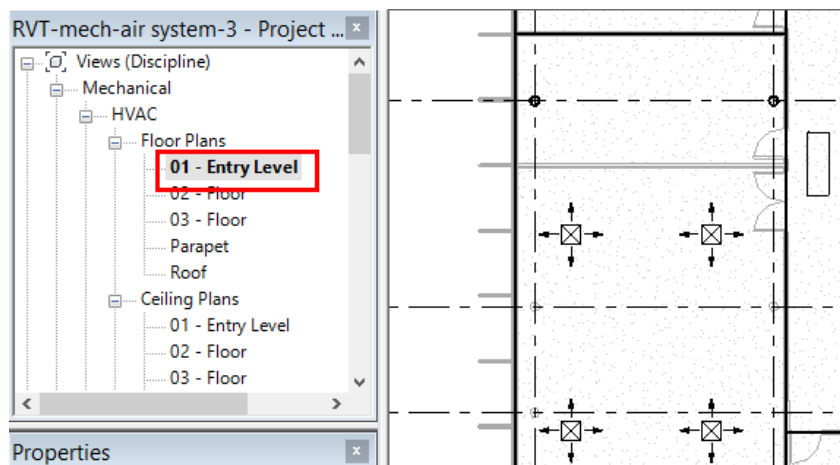 RVT-mech-air system-3 - Project ...
Views (Discipline)
Mechanical
HVAC
Floor Plans
01 - Entry Level
02 - Floor
03 - Floor
Parapet
Roof
Ceiling Plans
01 - Entry Level
02 - Floor
03 - Floor
Properties